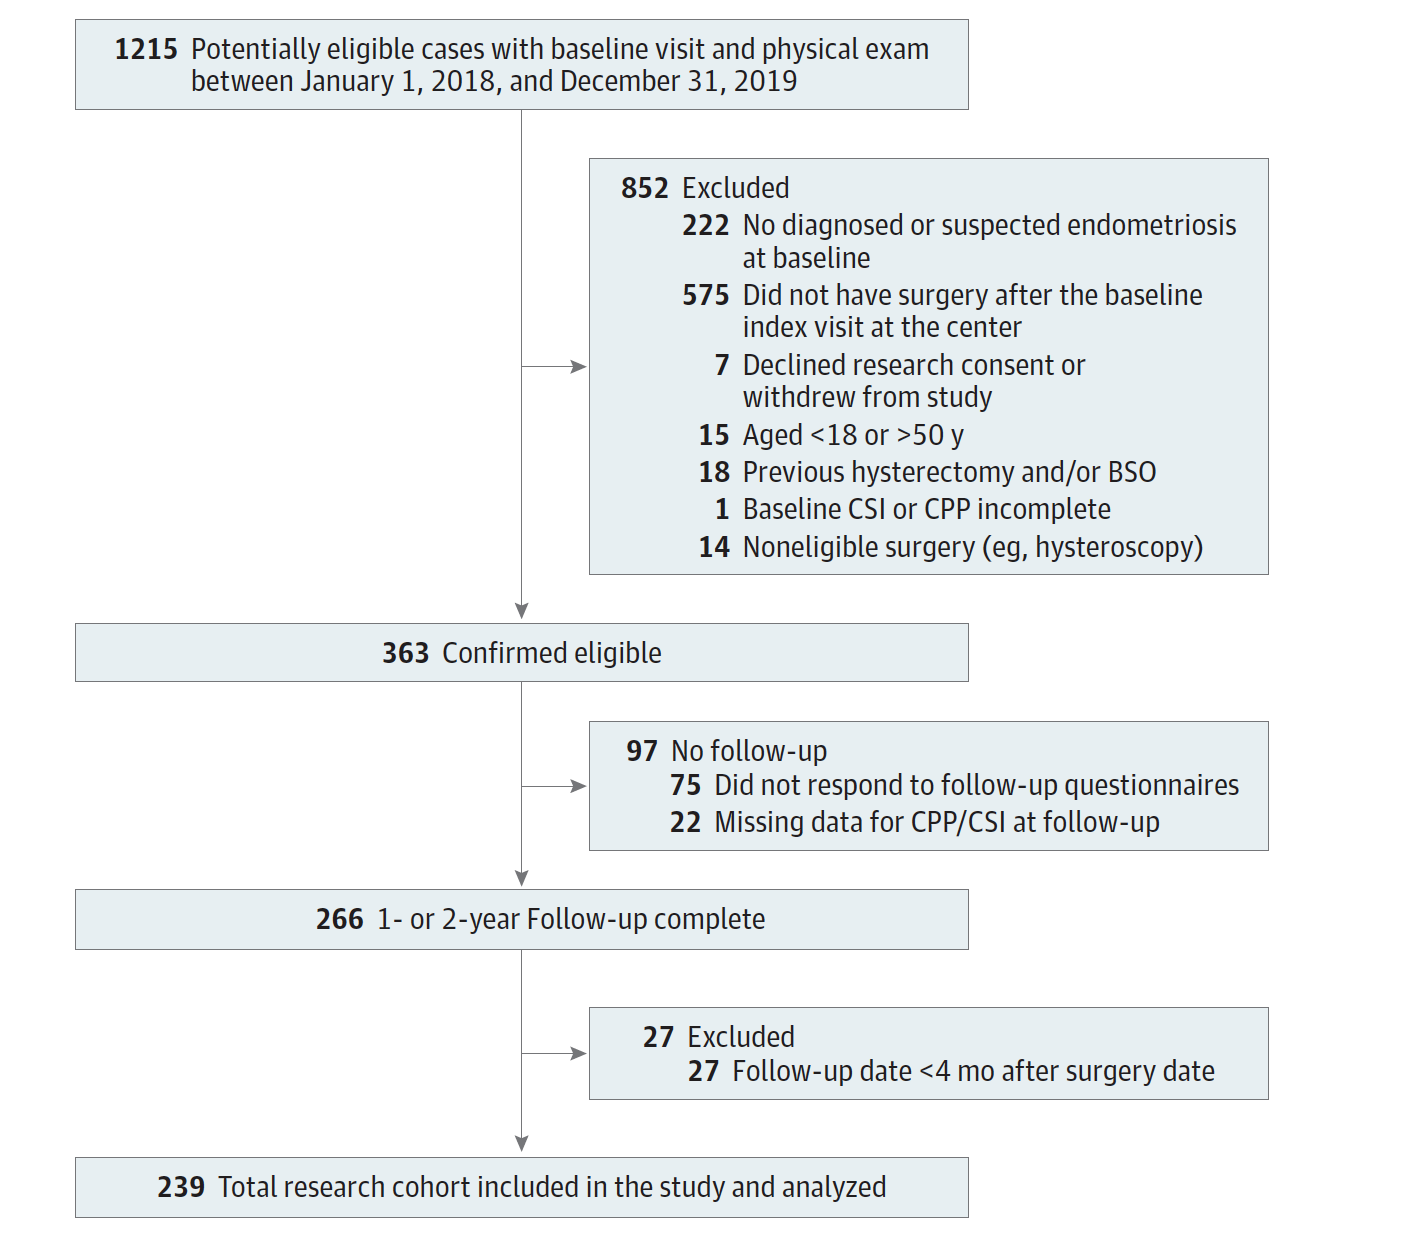 1215 Potentially eligible cases with baseline visit and physical exam
between January 1, 2018, and December 31, 2019
852 Excluded
222 No diagnosed or suspected endometriosis
at baseline
575 Did not have surgery after the baseline
index visit at the center
7 Declined research consent or
withdrew from study
15 Aged <18 or >50 y
18 Previous hysterectomy and/or BSO
1 Baseline CSI or CPP incomplete
14 Noneligible surgery (eg, hysteroscopy)
363 Confirmed eligible
97 No follow-up
75 Did not respond to follow-up questionnaires
22 Missing data for CPP/CSI at follow-up
266 1- or 2-year Follow-up complete
27 Excluded
27 Follow-up date <4 mo after surgery date
239 Total research cohort included in the study and analyzed